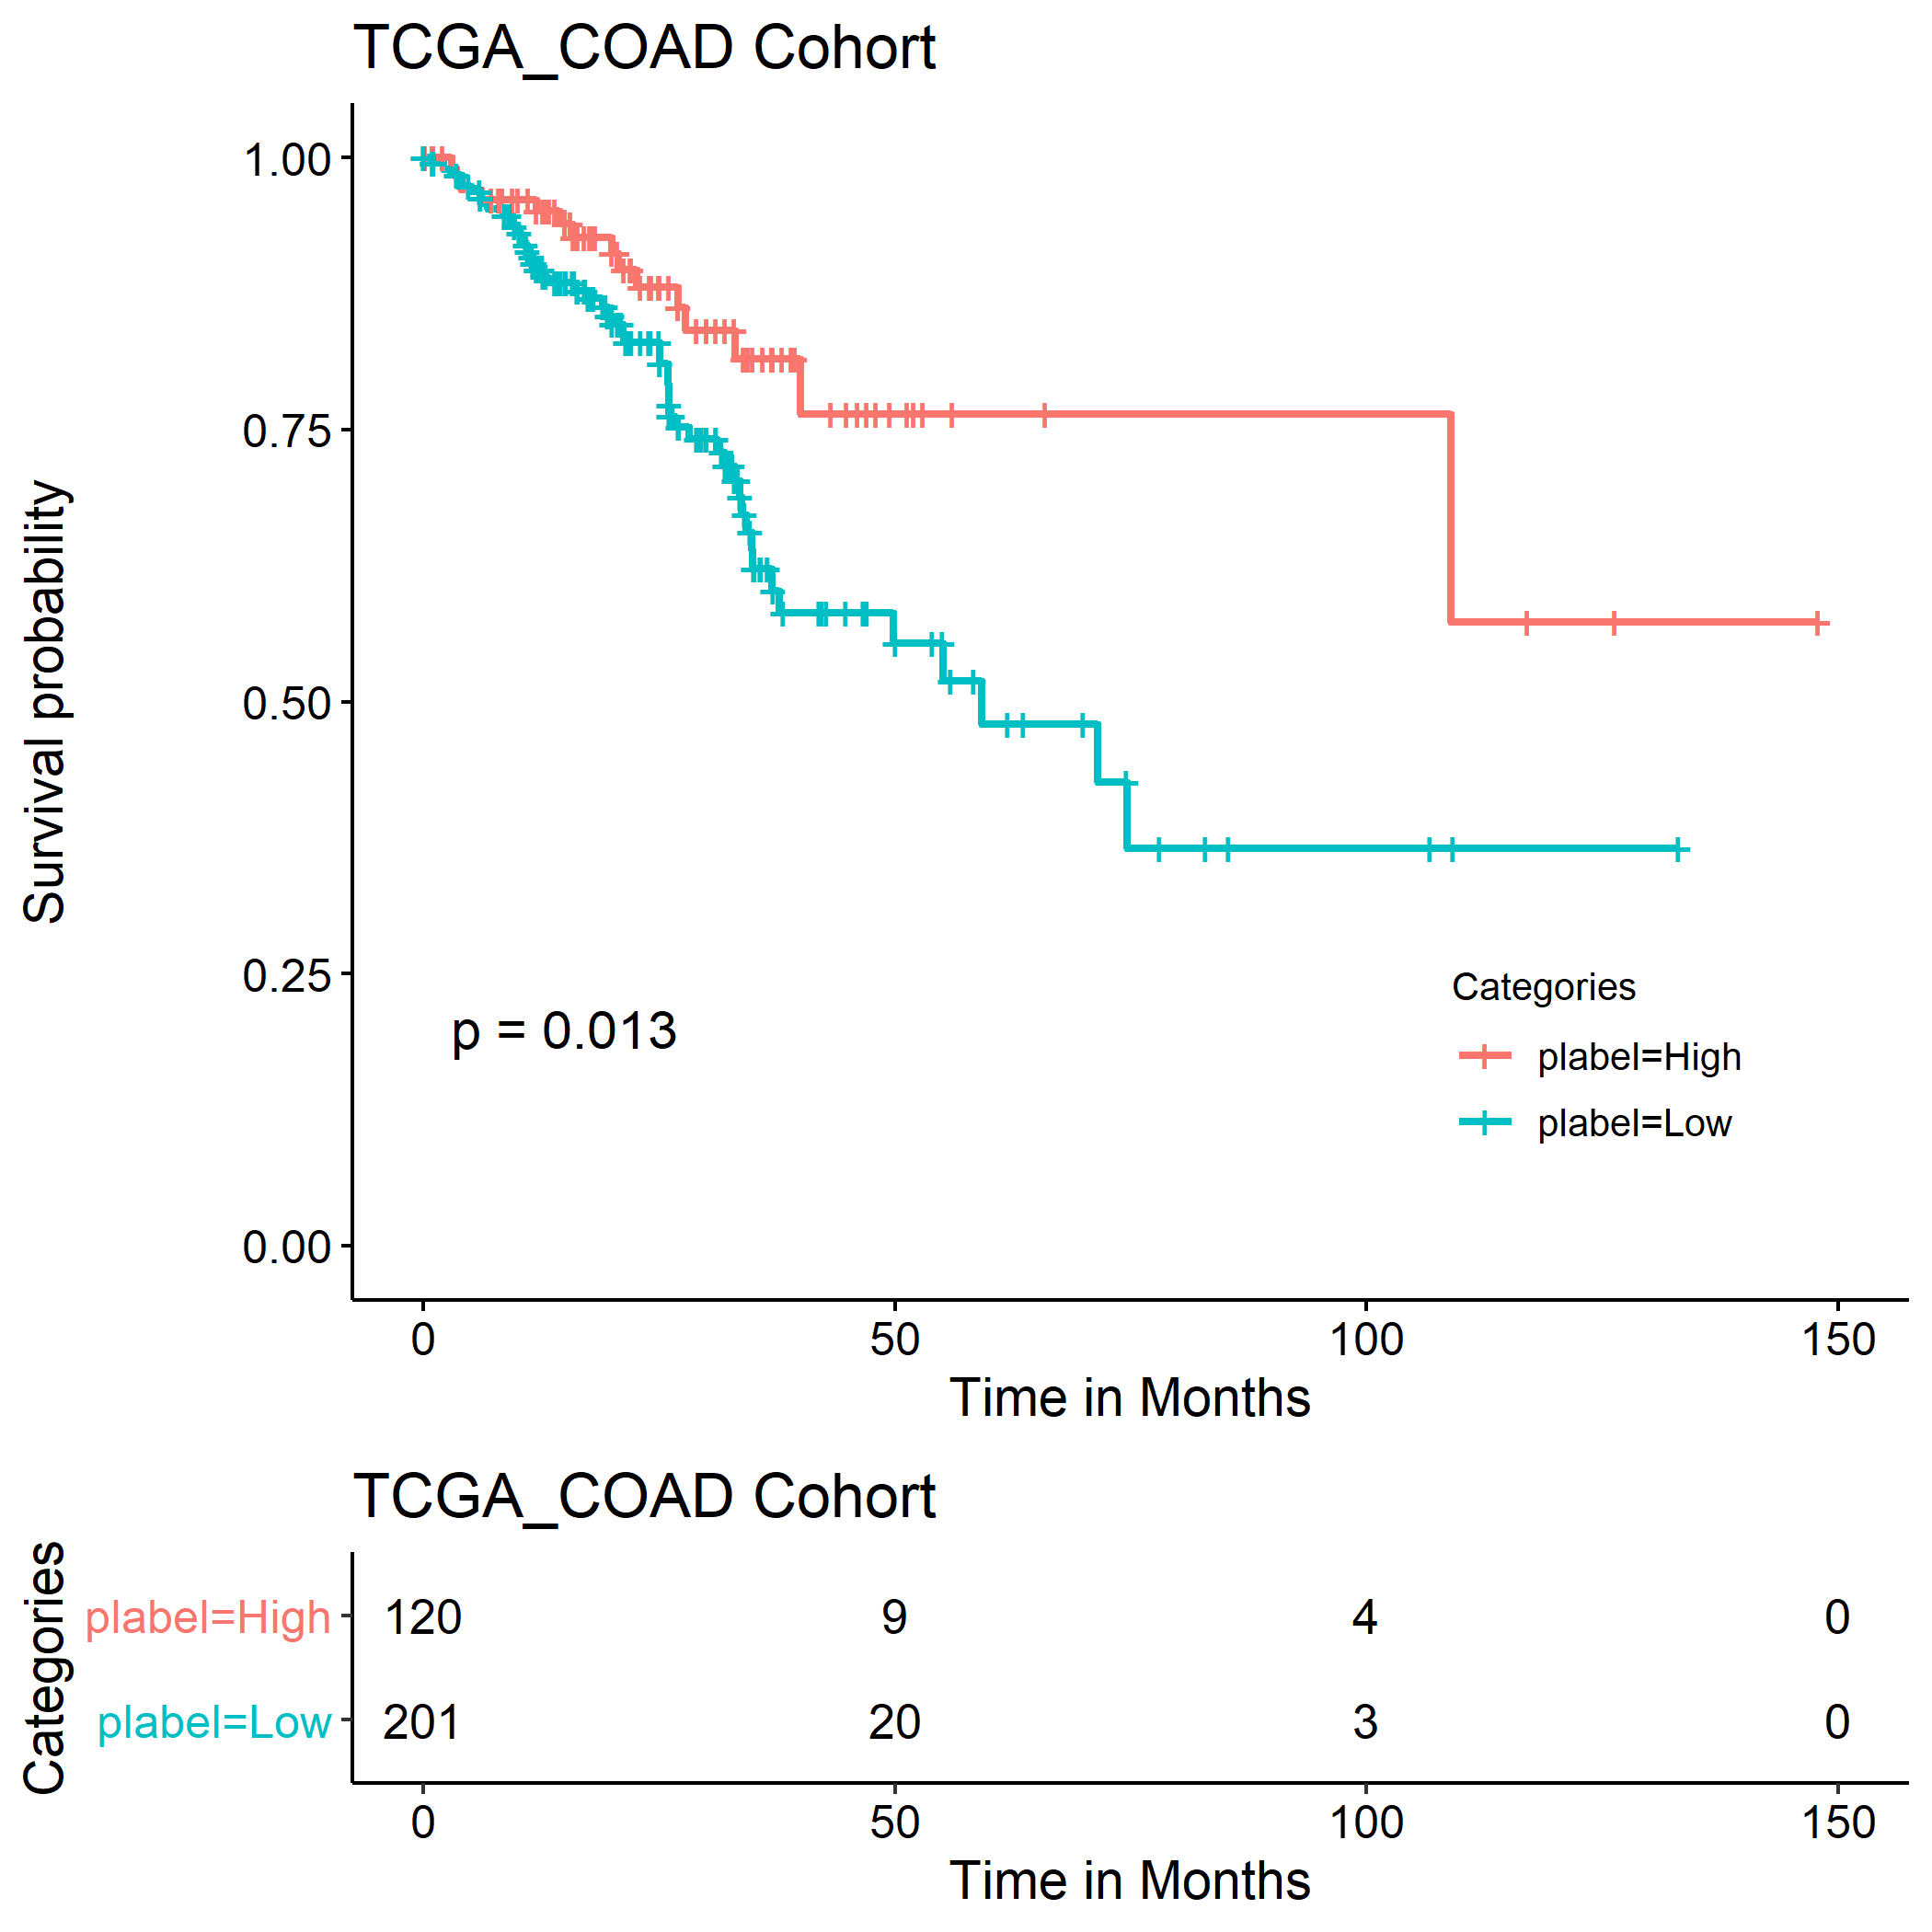 TCGA_COAD Cohort
Survival probability
1.00
0.75
0.50
0.25
0.00
p = 0.013
Categories
plabel=High
plabel=Low
0 50 100 150
Time in Months
TCGA_COAD Cohort
Categories
plabel=High 120 9 4 0
plabel=Low 201 20 3 0
0 50 100 150
Time in Months